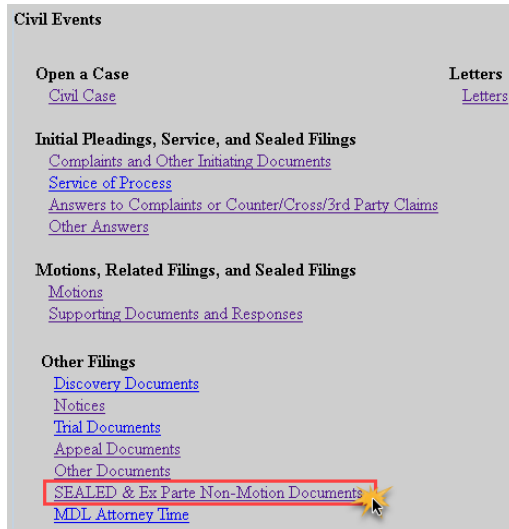 Civil Events
Open a Case
Civil Case
Letters
Letters
Initial Pleadings, Service, and Sealed Filings
Complaints and Other Initiating Documents
Service of Process
Answers to Complaints or Counter/Cross/3rd Party Claims
Other Answers
Motions, Related Filings, and Sealed Filings
Motions
Supporting Documents and Responses
Other Filings
Discovery Documents
Notices
Trial Documents
Appeal Documents
Other Documents
SEALED & Ex Parte Non-Motion Documents
MDL Attorney Time